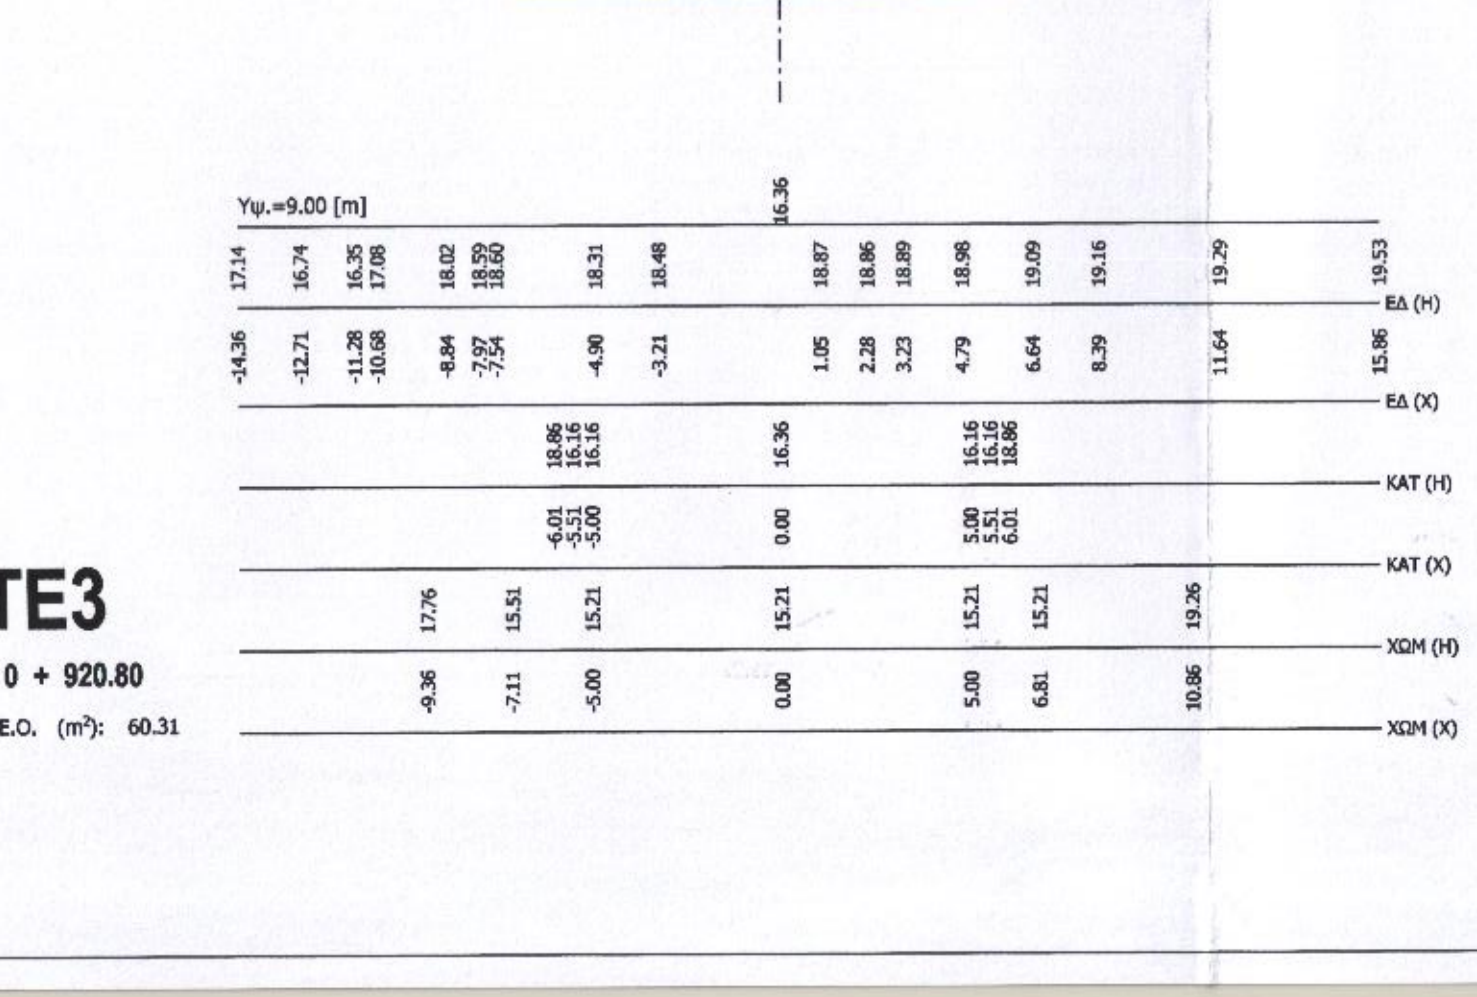 16.36
Υψ.=9.00 [m]
17.14 16.74 16.35 17.08 18.02 18.59 18.60 18.31 18.48 18.87 18.86 18.89 18.98 19.09 19.16 19.29 19.53
ΕΔ (Η)
-14.36 -12.71 -11.28 -10.68 -8.84 -7.97 -7.54 -4.90 -3.21 1.05 2.28 3.23 4.79 6.64 8.39 11.64 15.86
ΕΔ (Χ)
18.86 16.16 16.16 16.36 16.16 16.16 18.86
ΚΑΤ (Η)
-6.01 -5.51 -5.00 0.00 5.00 5.51 6.01
ΚΑΤ (Χ)
ΤΕ3
17.76 15.51 15.21 15.21 15.21 15.21 19.26
ΧΩΜ (Η)
0 + 920.80
-9.36 -7.11 -5.00 0.00 5.00 6.81 10.86
Ε.Ο. (m²): 60.31
ΧΩΜ (Χ)